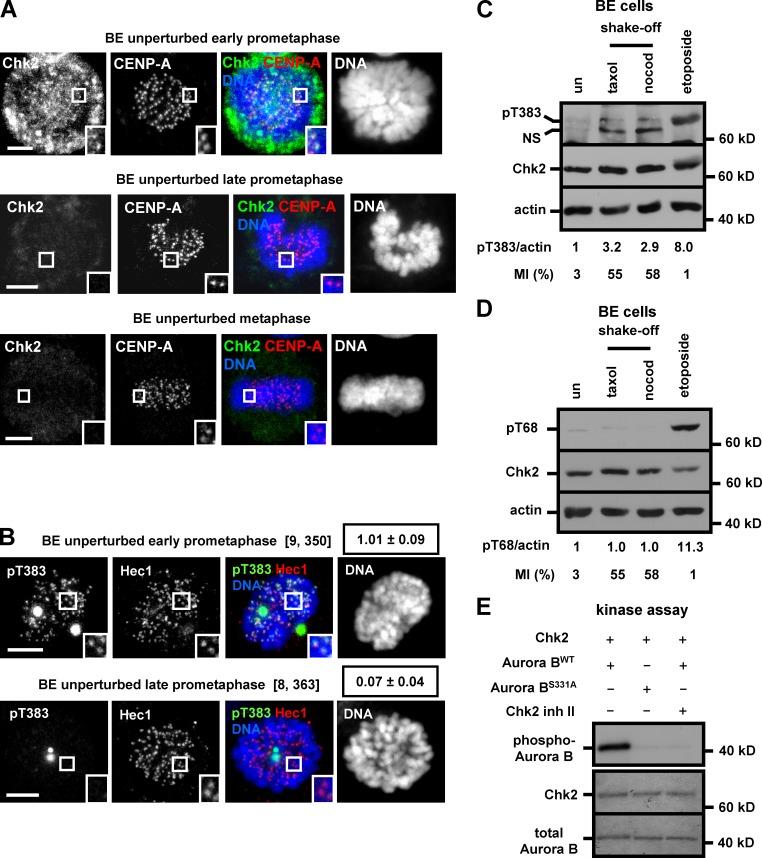 A
BE unperturbed early prometaphase
Chk2 CENP-A Chk2 CENP-A DNA
DNA
BE unperturbed late prometaphase
Chk2 CENP-A Chk2 CENP-A DNA
DNA
BE unperturbed metaphase
Chk2 CENP-A Chk2 CENP-A DNA
DNA
B
BE unperturbed early prometaphase [9, 350] 1.01 ± 0.09
pT383 Hec1 pT383 Hec1 DNA
DNA
BE unperturbed late prometaphase [8, 363] 0.07 ± 0.04
pT383 Hec1 pT383 Hec1 DNA
DNA
C
BE cells
shake-off
un taxol nocod etoposide
pT383
NS 60 kD
Chk2 60 kD
actin 40 kD
pT383/actin 1 3.2 2.9 8.0
MI (%) 3 55 58 1
D
BE cells
shake-off
un taxol nocod etoposide
pT68 60 kD
Chk2 60 kD
actin 40 kD
pT68/actin 1 1.0 1.0 11.3
MI (%) 3 55 58 1
E
kinase assay
Chk2 + + +
Aurora BWT + – +
Aurora BS331A – + –
Chk2 inh II – – +
phospho-
Aurora B 40 kD
Chk2 60 kD
total
Aurora B 40 kD